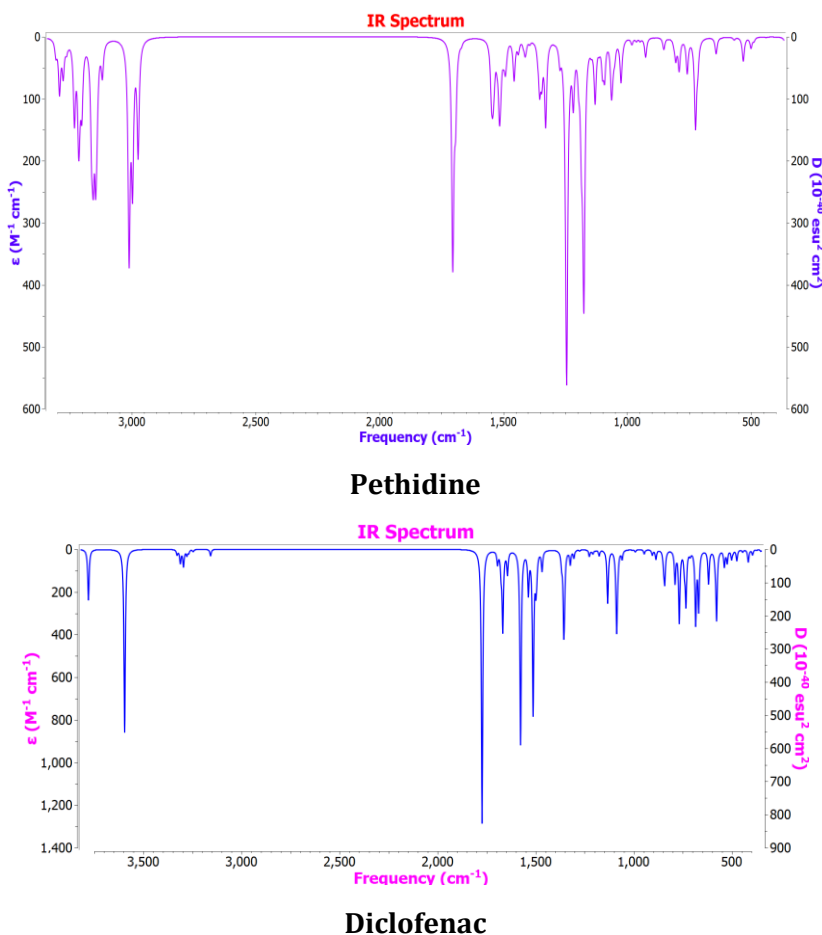 IR Spectrum
0
100
200
300
400
500
600
ε (M⁻¹ cm⁻¹)
0
100
200
300
400
500
600
D (10⁻⁴⁰ esu² cm²)
3,000 2,500 2,000 1,500 1,000 500
Frequency (cm⁻¹)
Pethidine
IR Spectrum
0
200
400
600
800
1,000
1,200
1,400
ε (M⁻¹ cm⁻¹)
0
100
200
300
400
500
600
700
800
900
D (10⁻⁴⁰ esu² cm²)
3,500 3,000 2,500 2,000 1,500 1,000 500
Frequency (cm⁻¹)
Diclofenac